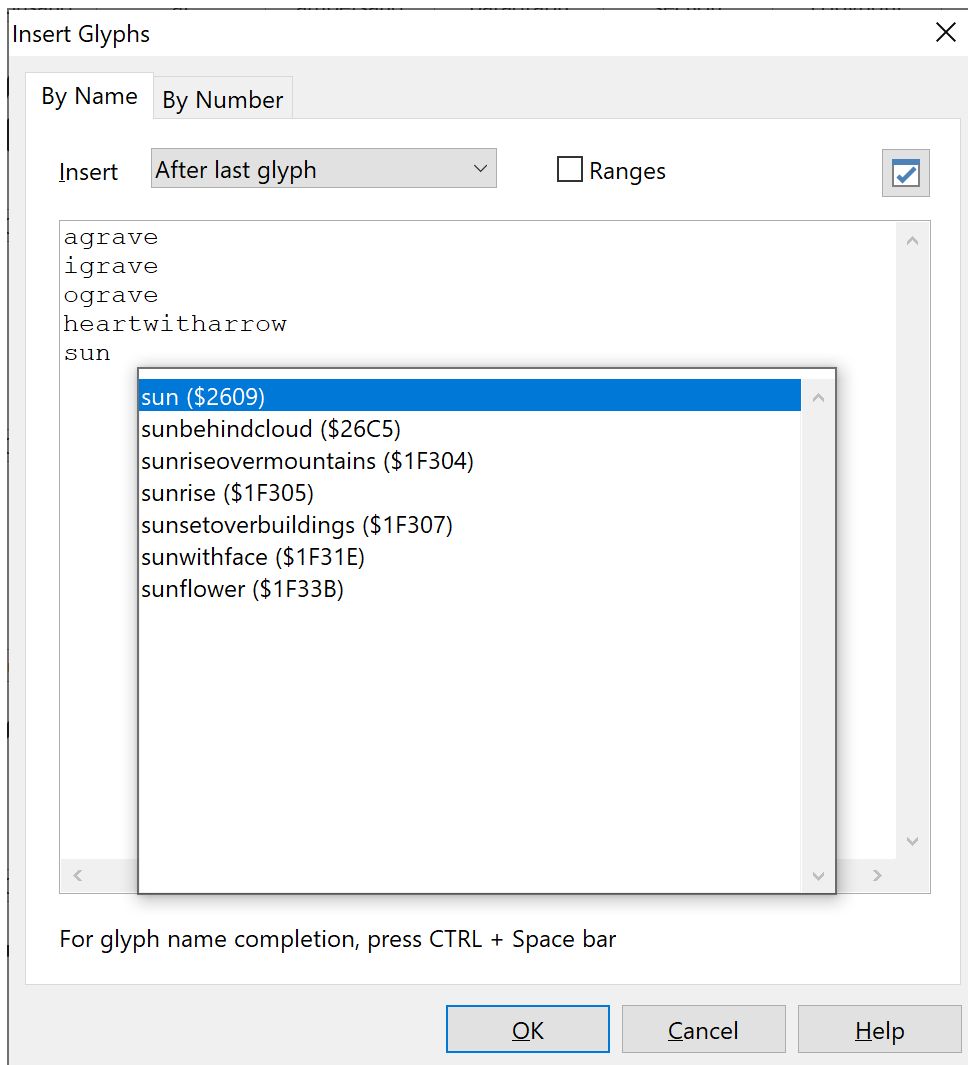 Insert Glyphs
By Name
By Number
Insert
After last glyph
Ranges
agrave
igrave
ograve
heartwitharrow
sun
sun ($2609)
sunbehindcloud ($26C5)
sunriseovermountains ($1F304)
sunrise ($1F305)
sunsetoverbuildings ($1F307)
sunwithface ($1F31E)
sunflower ($1F33B)
For glyph name completion, press CTRL + Space bar
OK
Cancel
Help